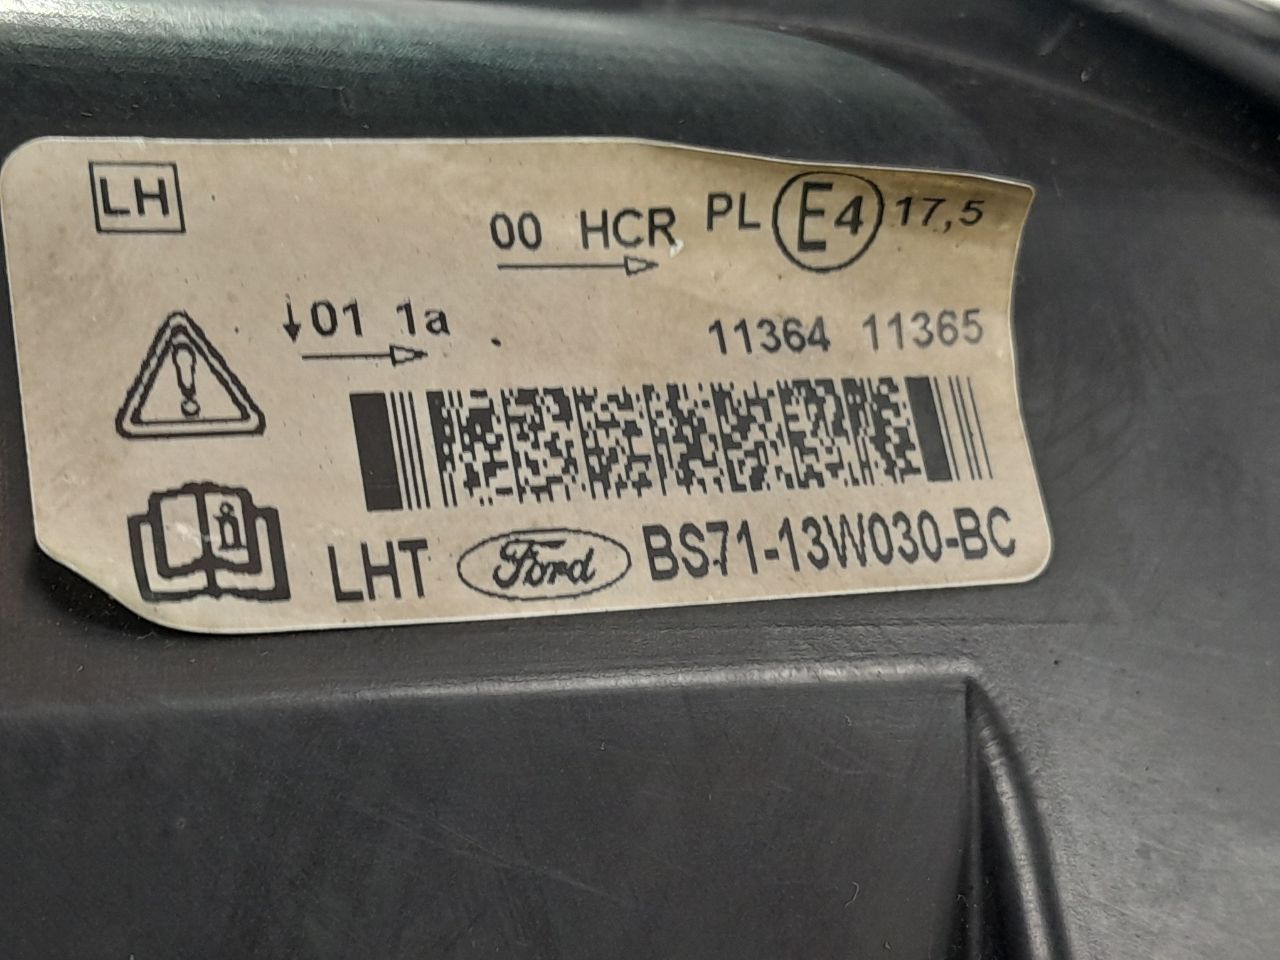 LH
00 HCR PL E4 17,5
01 1a
11364 11365
LHT Ford BS71-13W030-BC